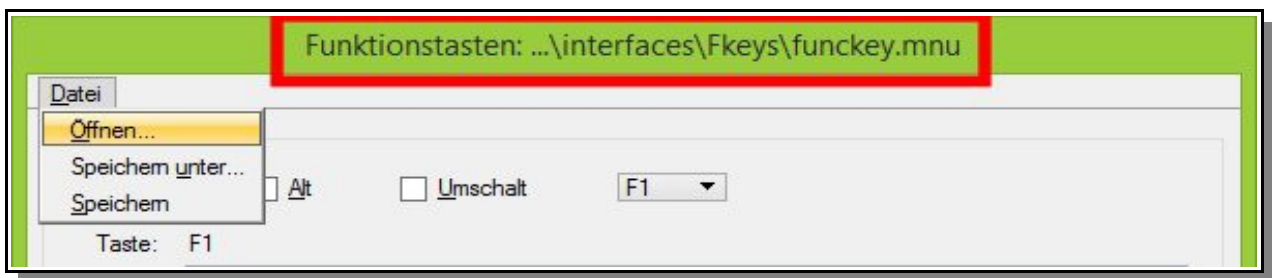 Funktionstasten: ...\interfaces\Fkeys\funckey.mnu
Datei
Öffnen...
Speichern unter...
Alt
Umschalt
F1
Speichern
Taste: F1